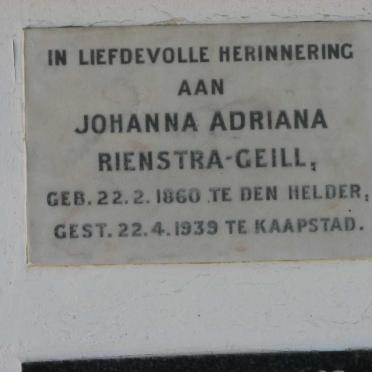 IN LIEFDEVOLLE HERINNERING
AAN
JOHANNA ADRIANA
RIENSTRA-GEILL,
GEB. 22.2.1860 TE DEN HELDER,
GEST. 22.4.1939 TE KAAPSTAD.